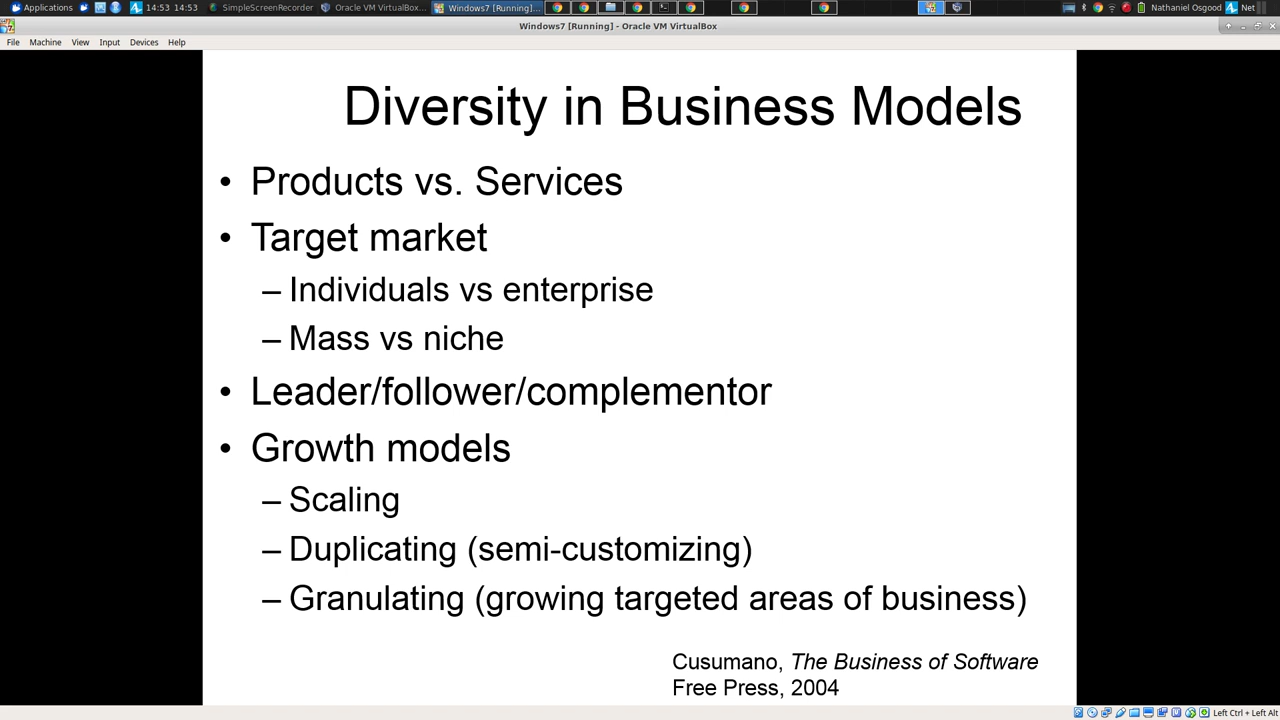 Applications 14:53 14:53 SimpleScreenRecorder Oracle VM VirtualBox... Windows7 [Running]... Nathaniel Osgood Net
Windows7 [Running] - Oracle VM VirtualBox
File Machine View Input Devices Help
Diversity in Business Models
• Products vs. Services
• Target market
– Individuals vs enterprise
– Mass vs niche
• Leader/follower/complementor
• Growth models
– Scaling
– Duplicating (semi-customizing)
– Granulating (growing targeted areas of business)
Cusumano, The Business of Software
Free Press, 2004
Left Ctrl + Left Alt